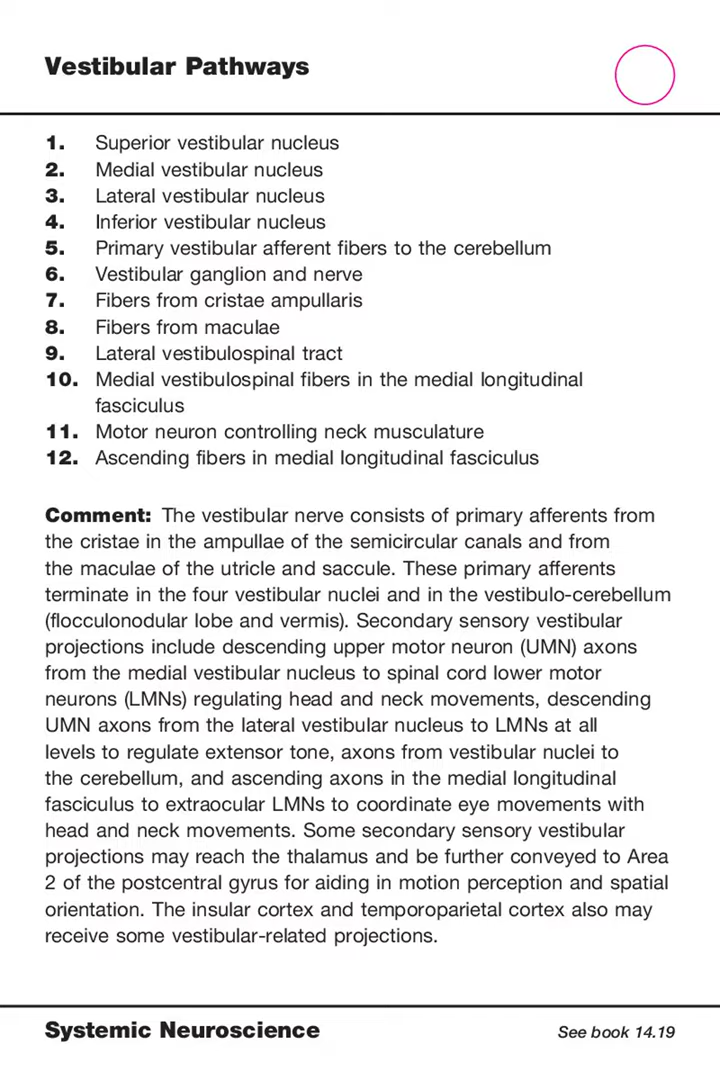 Vestibular Pathways
1. Superior vestibular nucleus
2. Medial vestibular nucleus
3. Lateral vestibular nucleus
4. Inferior vestibular nucleus
5. Primary vestibular afferent fibers to the cerebellum
6. Vestibular ganglion and nerve
7. Fibers from cristae ampullaris
8. Fibers from maculae
9. Lateral vestibulospinal tract
10. Medial vestibulospinal fibers in the medial longitudinal
fasciculus
11. Motor neuron controlling neck musculature
12. Ascending fibers in medial longitudinal fasciculus
Comment: The vestibular nerve consists of primary afferents from
the cristae in the ampullae of the semicircular canals and from
the maculae of the utricle and saccule. These primary afferents
terminate in the four vestibular nuclei and in the vestibulo-cerebellum
(flocculonodular lobe and vermis). Secondary sensory vestibular
projections include descending upper motor neuron (UMN) axons
from the medial vestibular nucleus to spinal cord lower motor
neurons (LMNs) regulating head and neck movements, descending
UMN axons from the lateral vestibular nucleus to LMNs at all
levels to regulate extensor tone, axons from vestibular nuclei to
the cerebellum, and ascending axons in the medial longitudinal
fasciculus to extraocular LMNs to coordinate eye movements with
head and neck movements. Some secondary sensory vestibular
projections may reach the thalamus and be further conveyed to Area
2 of the postcentral gyrus for aiding in motion perception and spatial
orientation. The insular cortex and temporoparietal cortex also may
receive some vestibular-related projections.
Systemic Neuroscience
See book 14.19